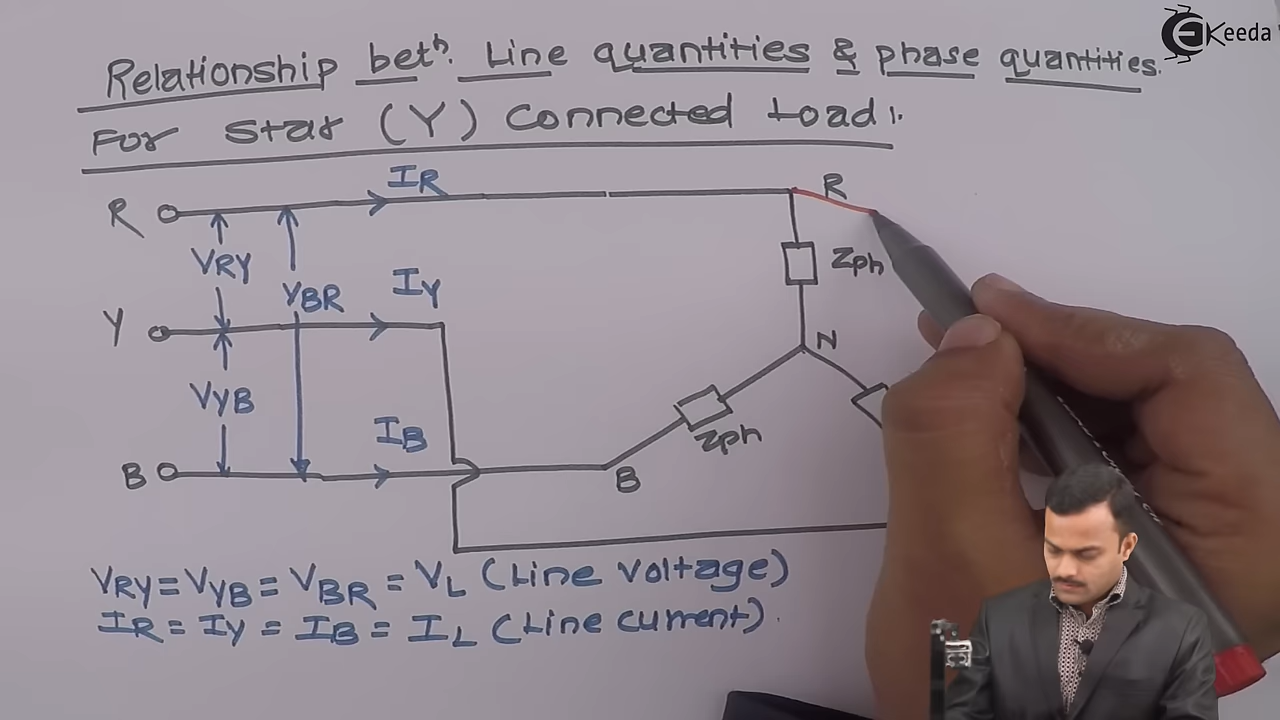 Keeda
Relationship betn. Line quantities & phase quantities.
For Star (Y) Connected Load:
R
IR
R
VRY
Zph
VBR
IY
Y
N
VYB
IB
Zph
B
B
VRY = VYB = VBR = VL (Line voltage)
IR = IY = IB = IL (Line current).